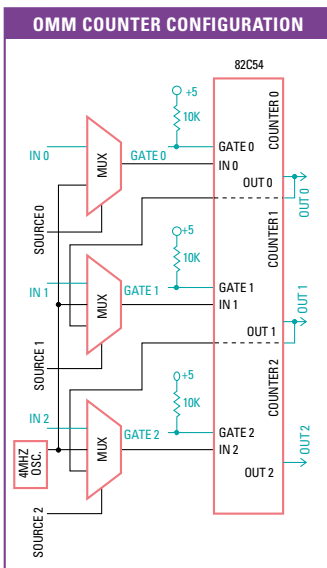 OMM COUNTER CONFIGURATION
82C54
+5
10K
IN 0
MUX
GATE 0
GATE 0
IN 0
COUNTER 0
OUT 0
OUT 0
SOURCE 0
+5
10K
COUNTER 1
IN 1
MUX
GATE 1
GATE 1
IN 1
OUT 1
OUT 1
SOURCE 1
+5
10K
COUNTER 2
IN 2
MUX
GATE 2
GATE 2
IN 2
OUT 2
OUT 2
4MHZ
OSC.
SOURCE 2